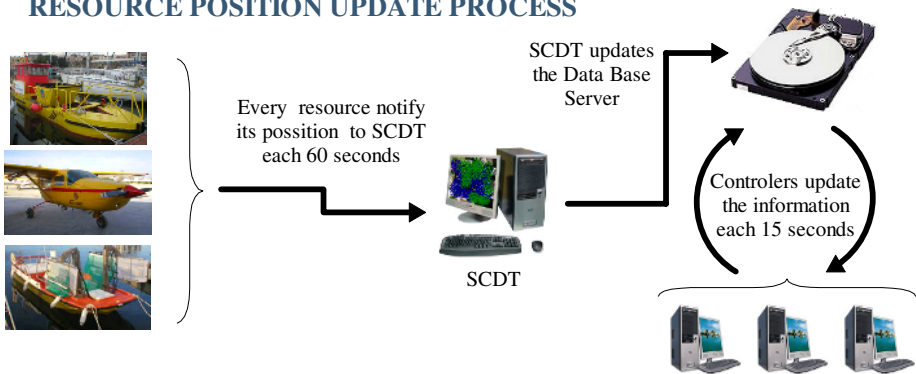 RESOURCE POSITION UPDATE PROCESS
SCDT updates
the Data Base
Server
Every resource notify
its possition to SCDT
each 60 seconds
Controlers update
the information
each 15 seconds
SCDT